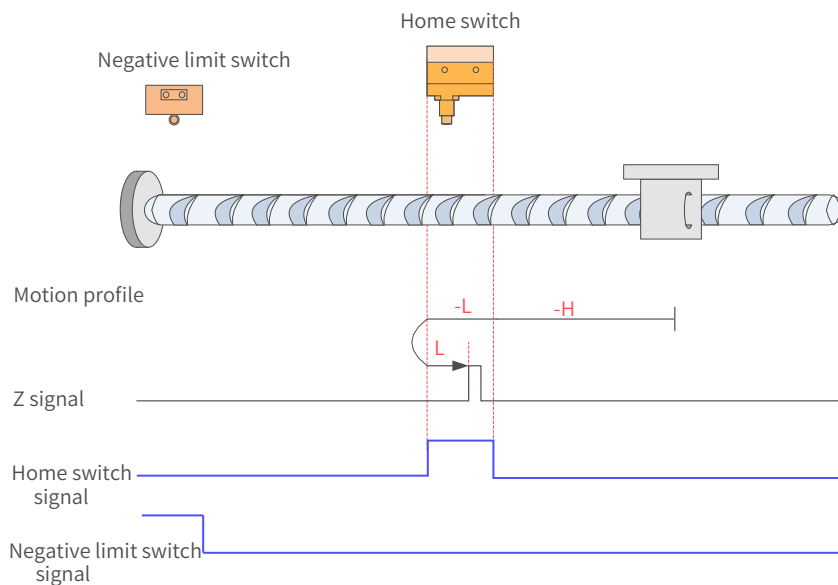 Home switch
Negative limit switch
Motion profile
-L
-H
L
Z signal
Home switch
signal
Negative limit switch
signal